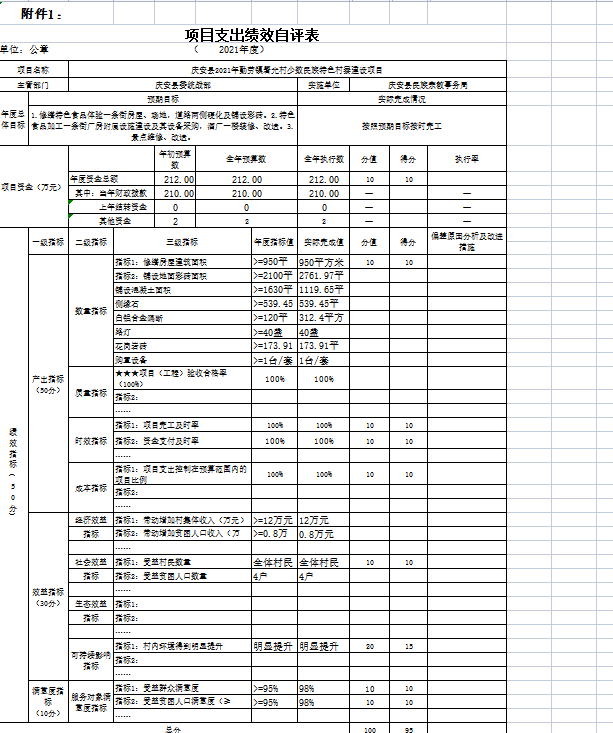 附件1：
项目支出绩效自评表
单位：公章 （ 2021年度）
项目名称 庆安县2021年勤劳镇馨光村少数民族特色村寨建设项目
主管部门 庆安县委统战部 实施单位 庆安县民族宗教事务局
年度总体目标 预期目标 实际完成情况
1.修缮特色食品体验一条街房屋、场地，道路两侧硬化及铺设彩砖。2.特色
食品加工一条街厂房附属设施建设及其设备采购，酒厂一层装修、改造。3.
景点维修、改造。
按照预期目标按时完工
项目资金（万元） 年初预算数 全年预算数 全年执行数 分值 得分 执行率
年度资金总额 212.00 212.00 212.00 10 10
其中：当年财政拨款 210.00 210.00 210.00 — —
上年结转资金 0 0 0 — —
其他资金 2 2 2 — —
绩效指标(50分) 一级指标 二级指标 三级指标 年度指标值 实际完成值 分值 得分 偏差原因分析及改进措施
产出指标（50分） 数量指标 指标1：修缮房屋建筑面积 >=950平 950平方米 10 10
指标2：铺设地面彩砖面积 >=2100平 2761.97平
铺设混凝土面积 >=1630平 1119.65平
侧缘石 >=539.45 539.45平
白铝合金隔断 >=120平 312.4平方
路灯 >=40盏 40盏
花岗岩砖 >=173.91 173.91平
购置设备 >=1台/套 1台/套
质量指标 ★★★项目（工程）验收合格率（100%） 100% 100%
指标2：
……
时效指标 指标1：项目完工及时率 100% 100% 10 10
指标2：资金支付及时率 100% 100% 10 10
……
成本指标 指标1：项目支出控制在预算范围内的项目比例 100% 100% 10 10
指标2：
……
效益指标（30分） 经济效益指标 指标1：带动增加村集体收入（万元） >=12万元 12万元
指标2：带动增加贫困人口收入（万 >=0.8万 0.8万元
……
社会效益指标 指标1：受益村民数量 全体村民 全体村民 10 10
指标2：受益贫困人口数量 4户 4户
……
生态效益指标 指标1：
指标2：
……
可持续影响指标 指标1：村内环境得到明显提升 明显提升 明显提升 20 15
指标2：
……
满意度指标（10分） 服务对象满意度指标 指标1：受益群众满意度 >=95% 98% 10 10
指标2：受益贫困人口满意度（≥ >=95% 98% 10 10
……
总分 100 95